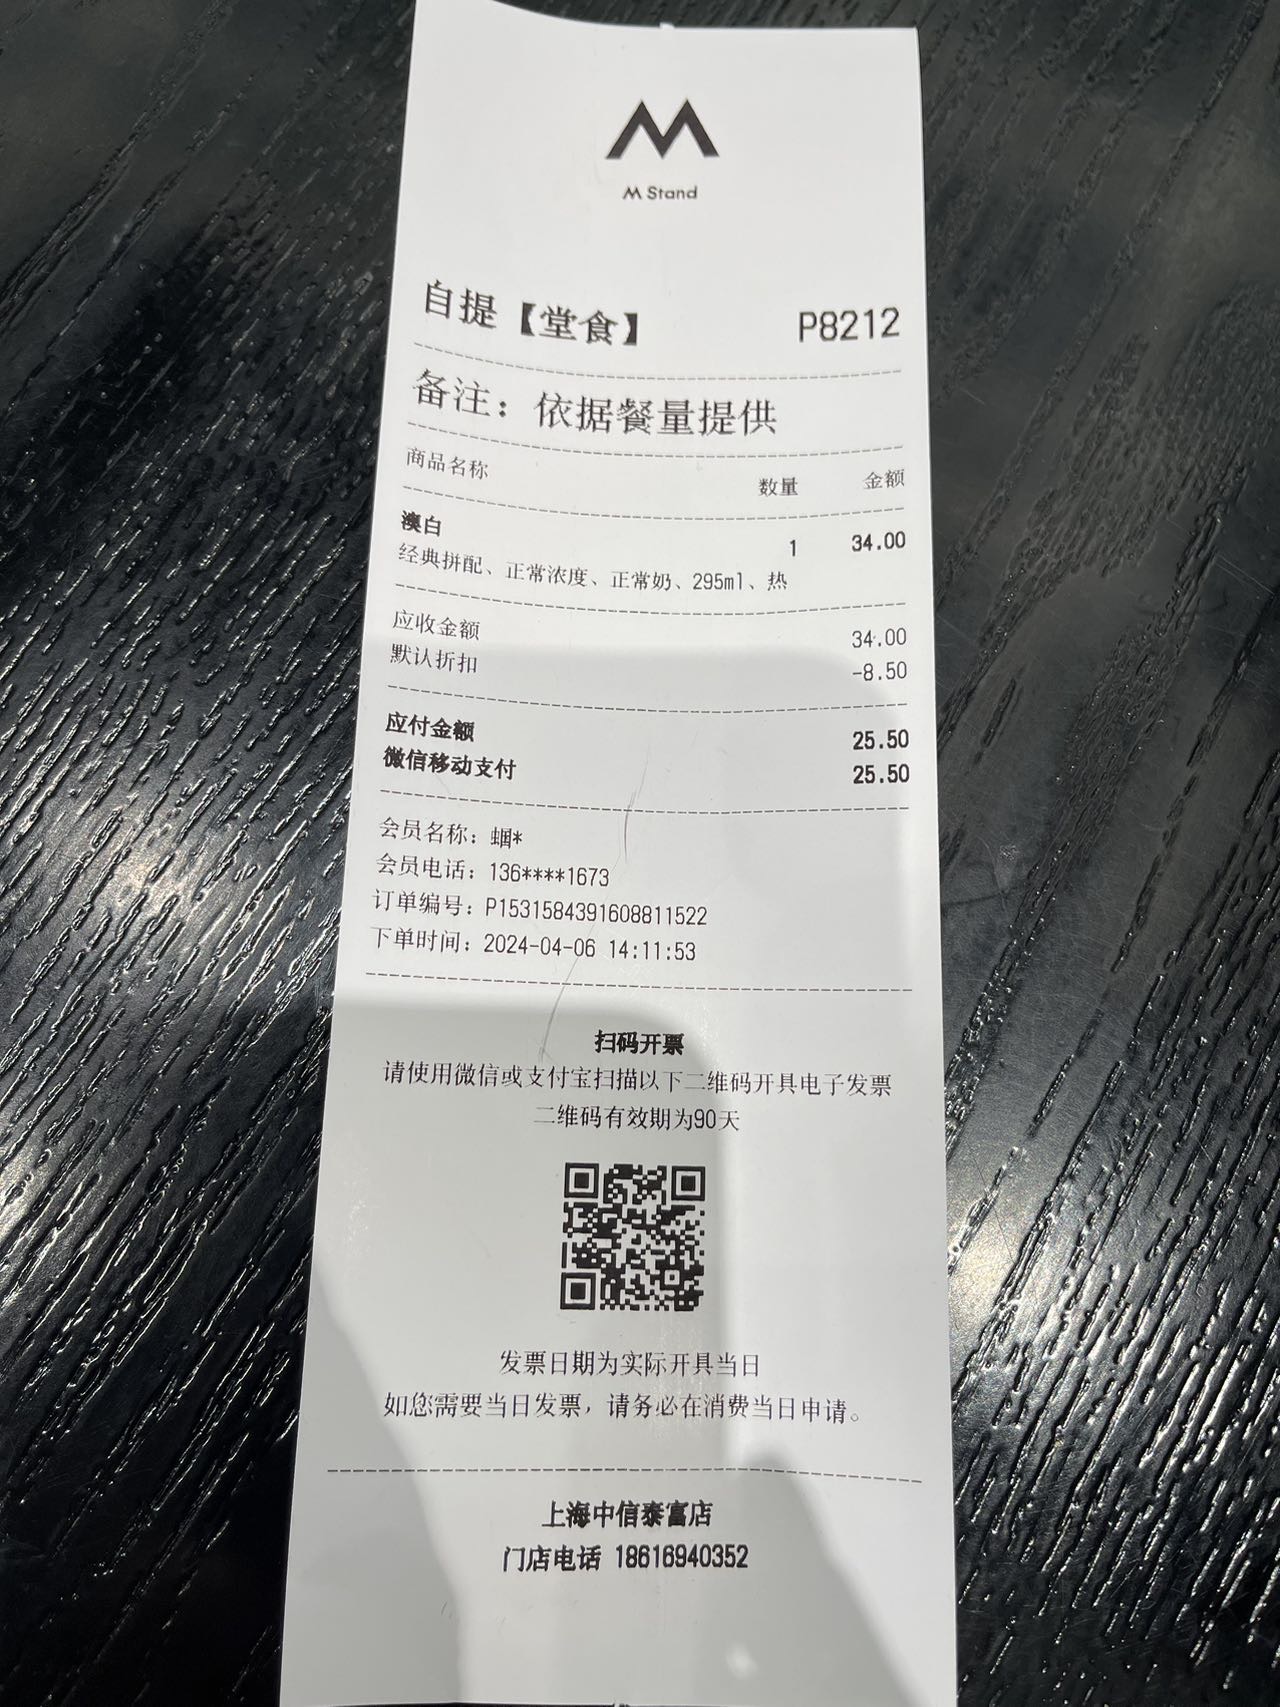 M
M Stand
自提【堂食】 P8212
备注：依据餐量提供
商品名称 数量 金额
澳白 1 34.00
经典拼配、正常浓度、正常奶、295ml、热
应收金额 34.00
默认折扣 -8.50
应付金额 25.50
微信移动支付 25.50
会员名称：蝈*
会员电话：136****1673
订单编号：P1531584391608811522
下单时间：2024-04-06 14:11:53
扫码开票
请使用微信或支付宝扫描以下二维码开具电子发票
二维码有效期为90天
发票日期为实际开具当日
如您需要当日发票，请务必在消费当日申请。
上海中信泰富店
门店电话 18616940352